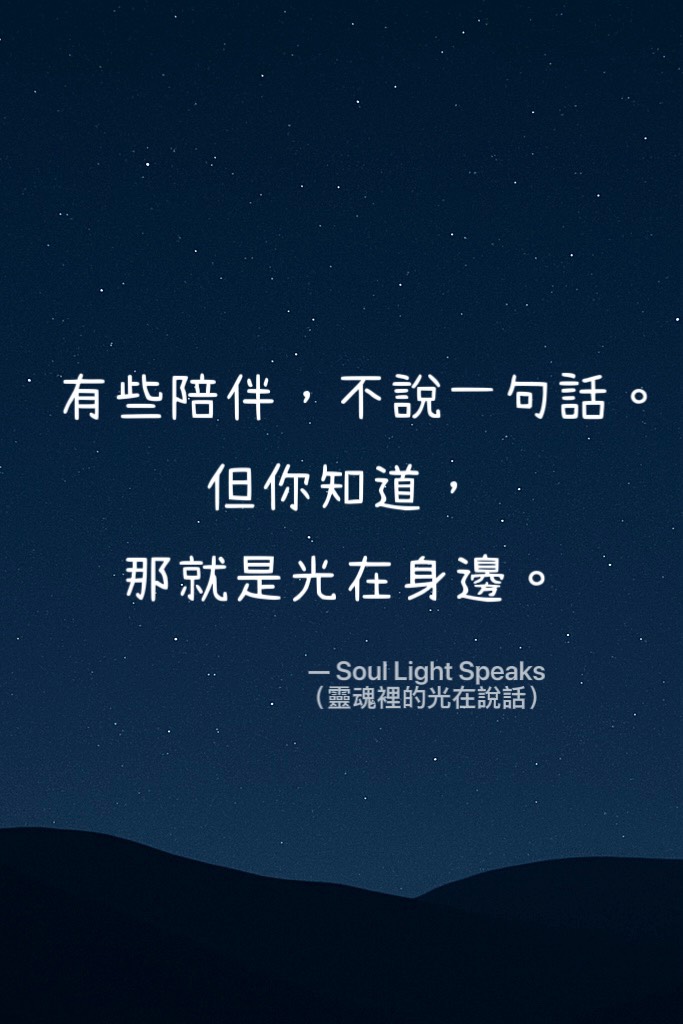 有些陪伴，不說一句話。
但你知道，
那就是光在身邊。
— Soul Light Speaks
（靈魂裡的光在說話）